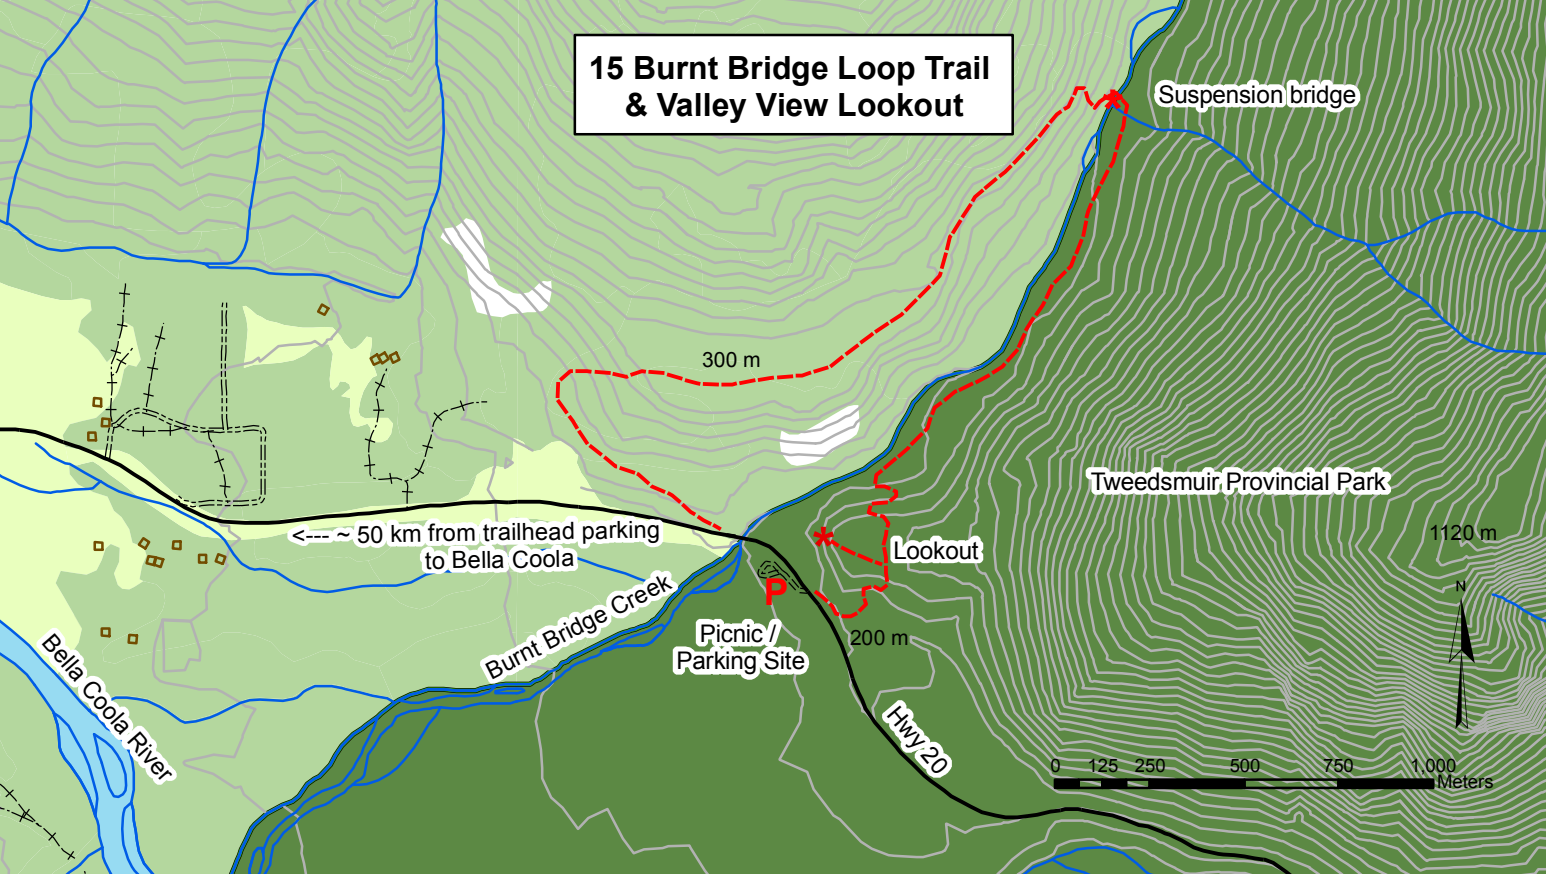 15 Burnt Bridge Loop Trail
& Valley View Lookout
Suspension bridge
300 m
Tweedsmuir Provincial Park
1120 m
<--- ~ 50 km from trailhead parking
to Bella Coola
*
Lookout
P
N
Burnt Bridge Creek
Picnic /
Parking Site
200 m
Bella Coola River
Hwy 20
0 125 250 500 750 1,000
Meters